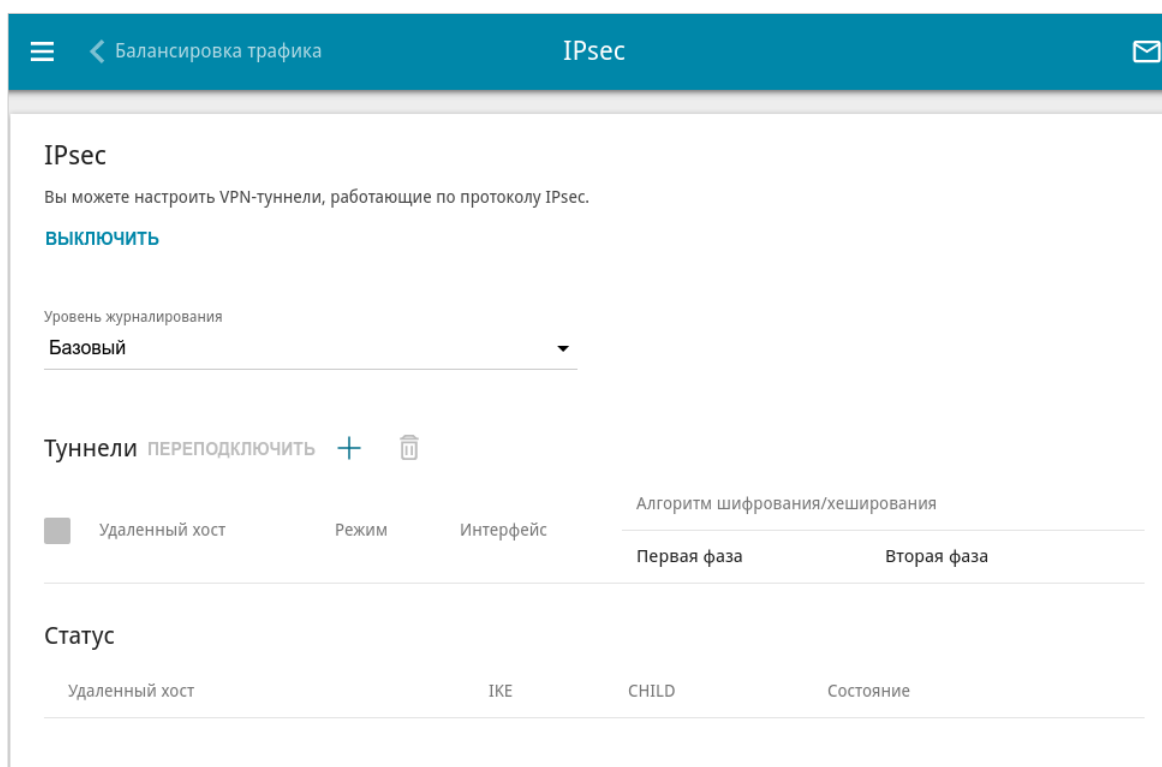 Балансировка трафика IPsec
IPsec
Вы можете настроить VPN-туннели, работающие по протоколу IPsec.
ВЫКЛЮЧИТЬ
Уровень журналирования
Базовый
Туннели ПЕРЕПОДКЛЮЧИТЬ
Алгоритм шифрования/хеширования
Удаленный хост Режим Интерфейс
Первая фаза Вторая фаза
Статус
Удаленный хост IKE CHILD Состояние